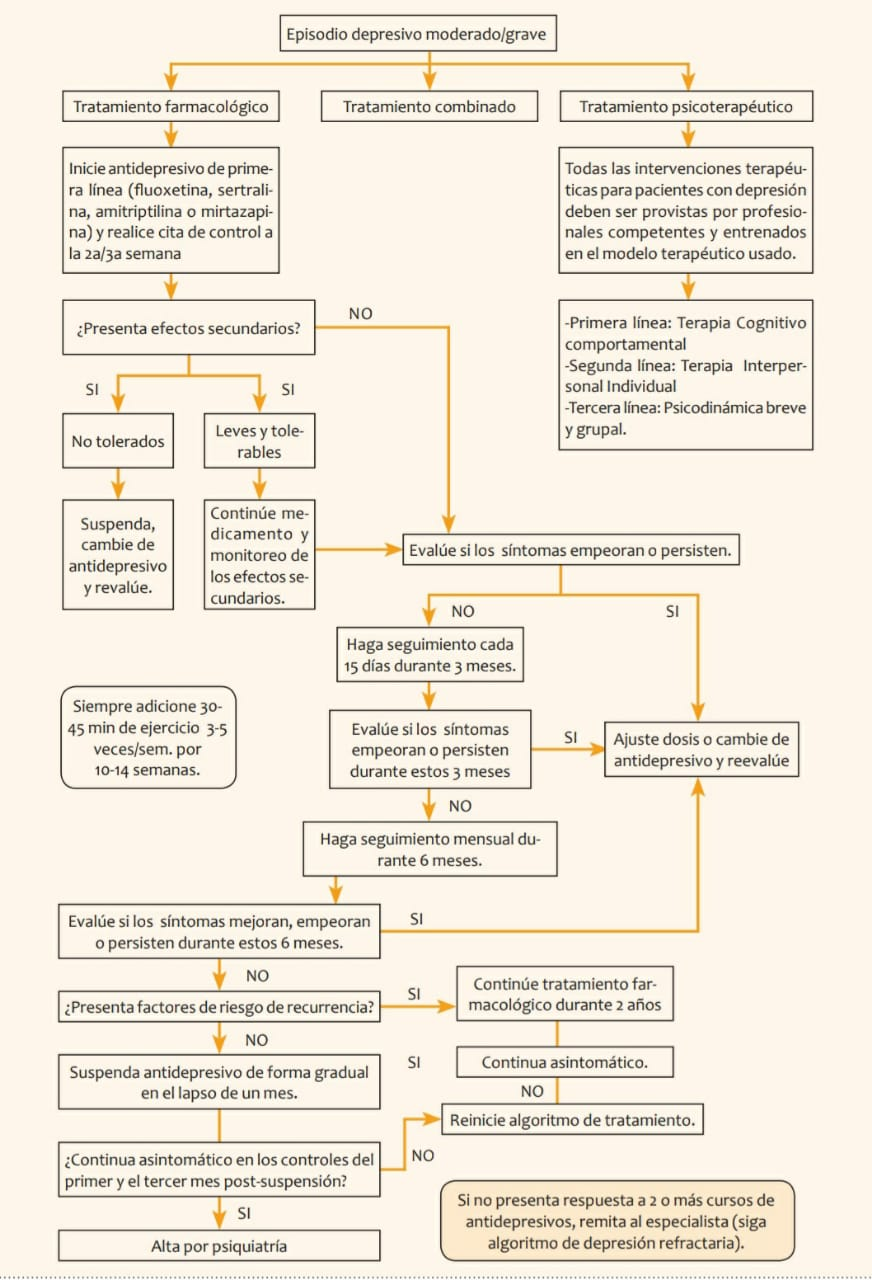 Episodio depresivo moderado/grave
Tratamiento farmacológico
Tratamiento combinado
Tratamiento psicoterapéutico
Inicie antidepresivo de prime-
ra línea (fluoxetina, sertrali-
na, amitriptilina o mirtazapi-
na) y realice cita de control a
la 2a/3a semana
Todas las intervenciones terapéu-
ticas para pacientes con depresión
deben ser provistas por profesio-
nales competentes y entrenados
en el modelo terapéutico usado.
¿Presenta efectos secundarios?
NO
-Primera línea: Terapia Cognitivo
comportamental
-Segunda línea: Terapia Interper-
sonal Individual
-Tercera línea: Psicodinámica breve
y grupal.
SI
SI
No tolerados
Leves y tole-
rables
Suspenda,
cambie de
antidepresivo
y revalúe.
Continúe me-
dicamento y
monitoreo de
los efectos se-
cundarios.
Evalúe si los síntomas empeoran o persisten.
NO
SI
Haga seguimiento cada
15 días durante 3 meses.
Siempre adicione 30-
45 min de ejercicio 3-5
veces/sem. por
10-14 semanas.
Evalúe si los síntomas
empeoran o persisten
durante estos 3 meses
SI
Ajuste dosis o cambie de
antidepresivo y reevalúe
NO
Haga seguimiento mensual du-
rante 6 meses.
Evalúe si los síntomas mejoran, empeoran
o persisten durante estos 6 meses.
SI
NO
¿Presenta factores de riesgo de recurrencia?
SI
Continúe tratamiento far-
macológico durante 2 años
NO
Suspenda antidepresivo de forma gradual
en el lapso de un mes.
SI
Continua asintomático.
NO
Reinicie algoritmo de tratamiento.
¿Continua asintomático en los controles del
primer y el tercer mes post-suspensión?
NO
SI
Alta por psiquiatría
Si no presenta respuesta a 2 o más cursos de
antidepresivos, remita al especialista (siga
algoritmo de depresión refractaria).